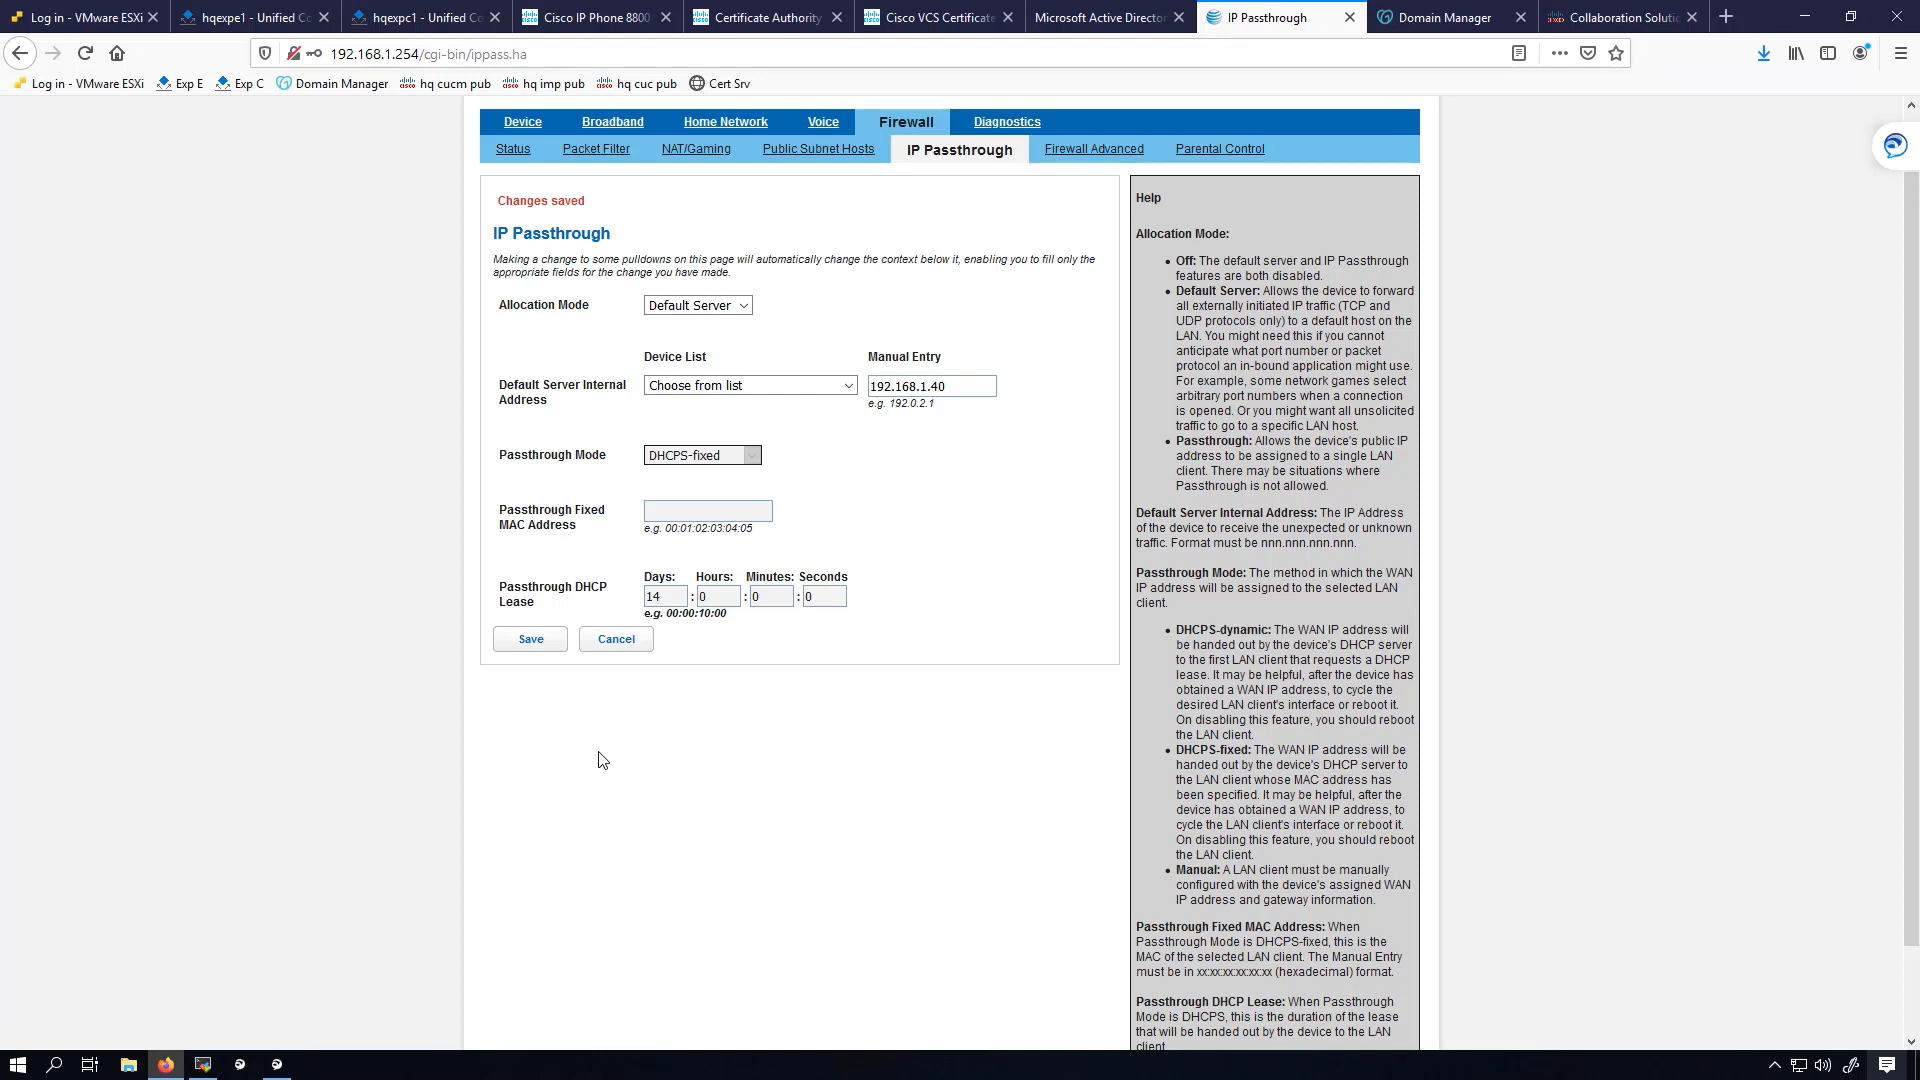 Log in - VMware ESXi
hqexpe1 - Unified Co
hqexpc1 - Unified Co
Cisco IP Phone 8800
Certificate Authority
Cisco VCS Certificate
Microsoft Active Director
IP Passthrough
Domain Manager
Collaboration Solutio
192.168.1.254/cgi-bin/ippass.ha
Log in - VMware ESXi
Exp E
Exp C
Domain Manager
hq cucm pub
hq imp pub
hq cuc pub
Cert Srv
Device
Broadband
Home Network
Voice
Firewall
Diagnostics
Status
Packet Filter
NAT/Gaming
Public Subnet Hosts
IP Passthrough
Firewall Advanced
Parental Control
Changes saved
IP Passthrough
Making a change to some pulldowns on this page will automatically change the context below it, enabling you to fill only the
appropriate fields for the change you have made.
Allocation Mode
Default Server
Device List
Manual Entry
Default Server Internal
Address
Choose from list
192.168.1.40
e.g. 192.0.2.1
Passthrough Mode
DHCPS-fixed
Passthrough Fixed
MAC Address
e.g. 00:01:02:03:04:05
Days: Hours: Minutes: Seconds
Passthrough DHCP
Lease
14 : 0 : 0 : 0
e.g. 00:00:10:00
Save
Cancel
Help
Allocation Mode:
• Off: The default server and IP Passthrough
features are both disabled.
• Default Server: Allows the device to forward
all externally initiated IP traffic (TCP and
UDP protocols only) to a default host on the
LAN. You might need this if you cannot
anticipate what port number or packet
protocol an in-bound application might use.
For example, some network games select
arbitrary port numbers when a connection
is opened. Or you might want all unsolicited
traffic to go to a specific LAN host.
• Passthrough: Allows the device's public IP
address to be assigned to a single LAN
client. There may be situations where
Passthrough is not allowed.
Default Server Internal Address: The IP Address
of the device to receive the unexpected or unknown
traffic. Format must be nnn.nnn.nnn.nnn.
Passthrough Mode: The method in which the WAN
IP address will be assigned to the selected LAN
client.
• DHCPS-dynamic: The WAN IP address will
be handed out by the device's DHCP server
to the first LAN client that requests a DHCP
lease. It may be helpful, after the device has
obtained a WAN IP address, to cycle the
desired LAN client's interface or reboot it.
On disabling this feature, you should reboot
the LAN client.
• DHCPS-fixed: The WAN IP address will be
handed out by the device's DHCP server to
the LAN client whose MAC address has
been specified. It may be helpful, after the
device has obtained a WAN IP address, to
cycle the LAN client's interface or reboot it.
On disabling this feature, you should reboot
the LAN client.
• Manual: A LAN client must be manually
configured with the device's assigned WAN
IP address and gateway information.
Passthrough Fixed MAC Address: When
Passthrough Mode is DHCPS-fixed, this is the
MAC of the selected LAN client. The Manual Entry
must be in xx:xx:xx:xx:xx:xx (hexadecimal) format.
Passthrough DHCP Lease: When Passthrough
Mode is DHCPS, this is the duration of the lease
that will be handed out by the device to the LAN
client.